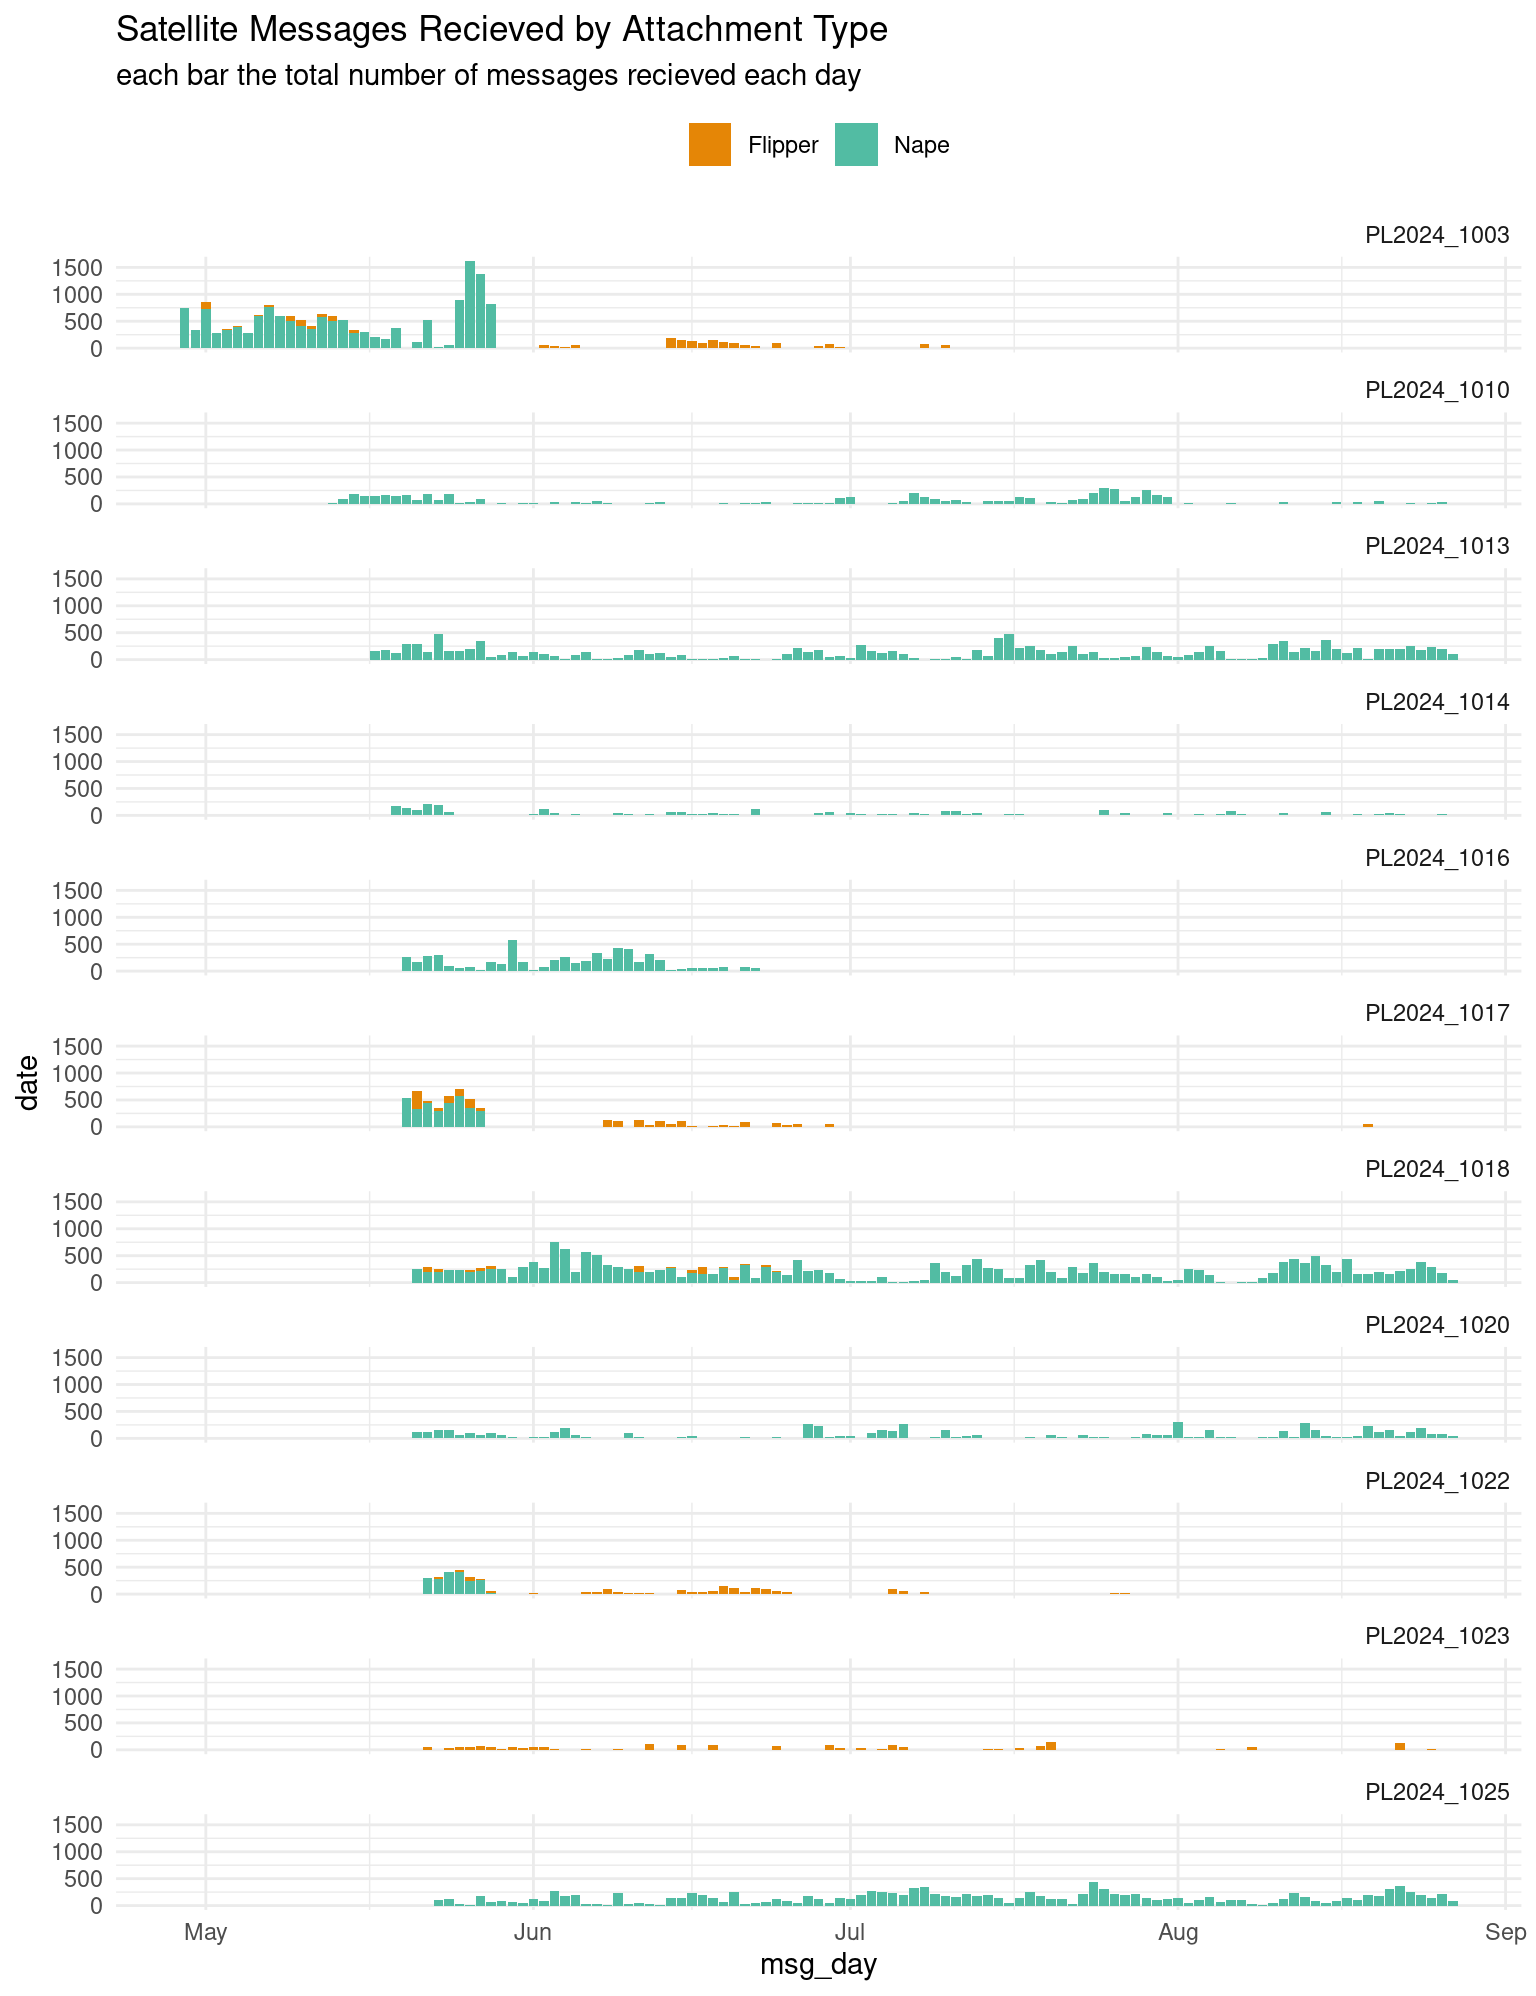 Satellite Messages Recieved by Attachment Type
each bar the total number of messages recieved each day
Flipper Nape
PL2024_1003
1500
1000
500
0
PL2024_1010
1500
1000
500
0
PL2024_1013
1500
1000
500
0
PL2024_1014
1500
1000
500
0
PL2024_1016
1500
1000
500
0
PL2024_1017
1500
1000
500
0
date
PL2024_1018
1500
1000
500
0
PL2024_1020
1500
1000
500
0
PL2024_1022
1500
1000
500
0
PL2024_1023
1500
1000
500
0
PL2024_1025
1500
1000
500
0
May Jun Jul Aug Sep
msg_day